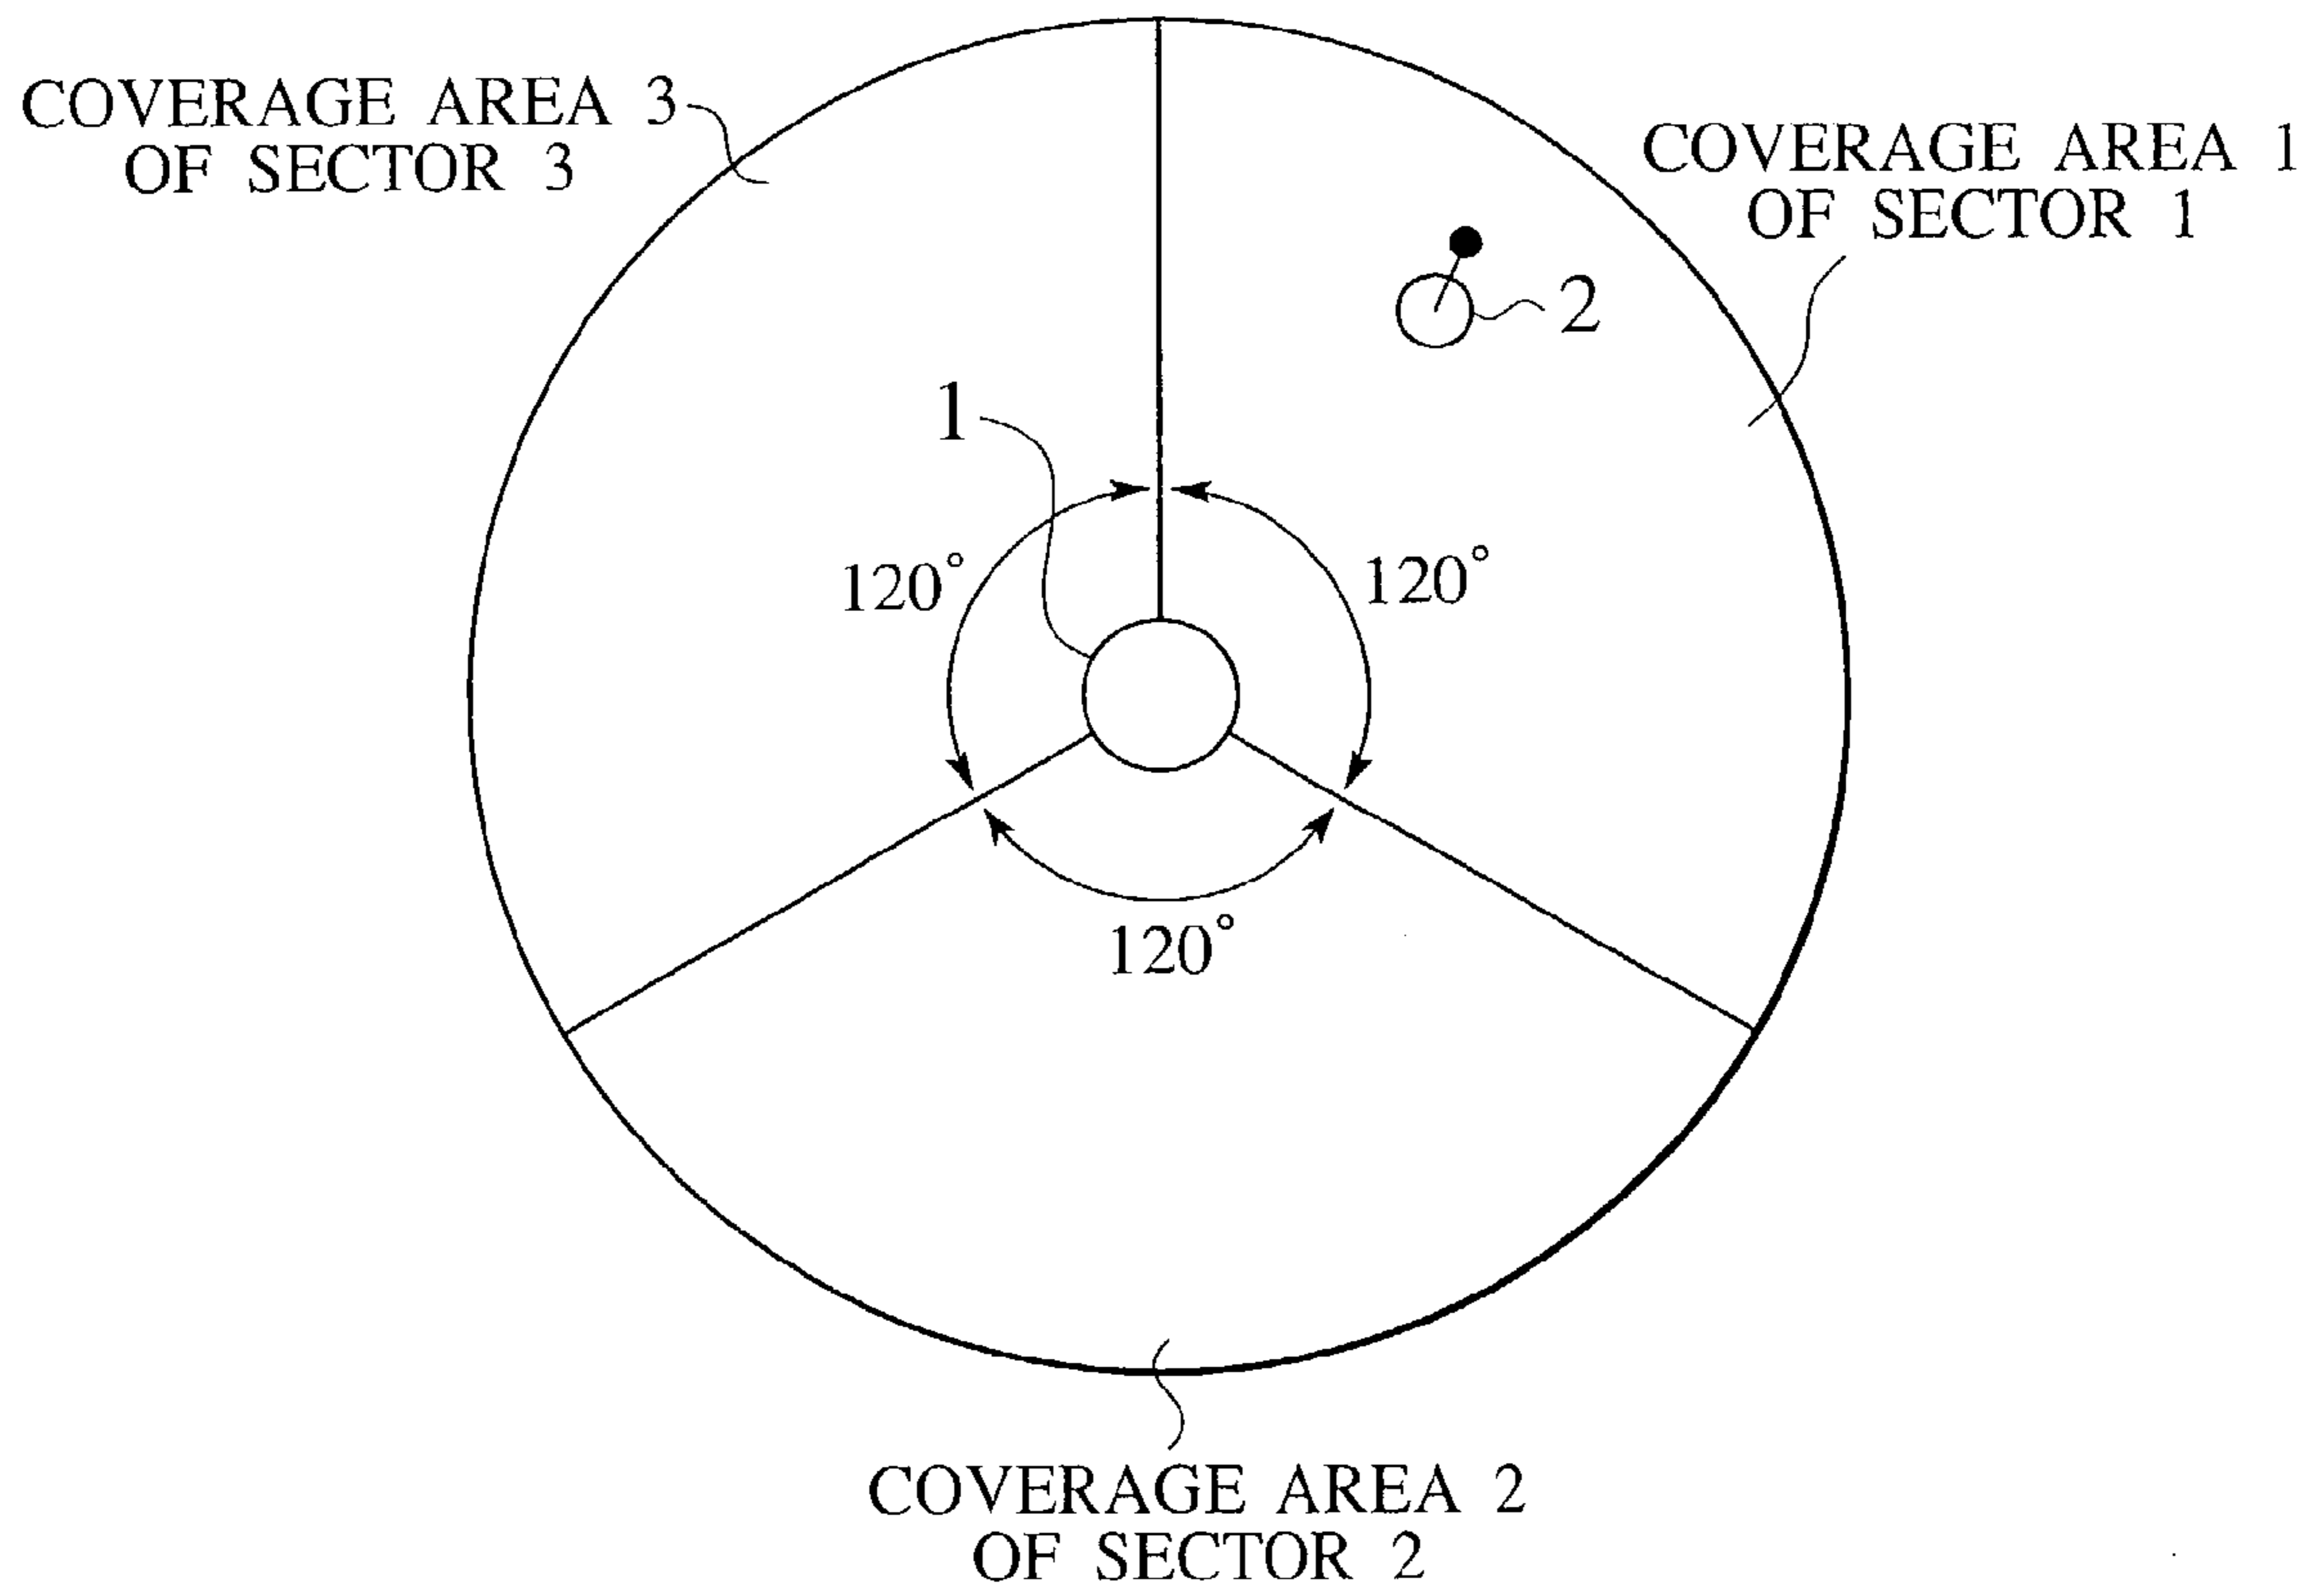 COVERAGE AREA 3
OF SECTOR 3
COVERAGE AREA 1
OF SECTOR 1
2
1
120°
120°
120°
COVERAGE AREA 2
OF SECTOR 2